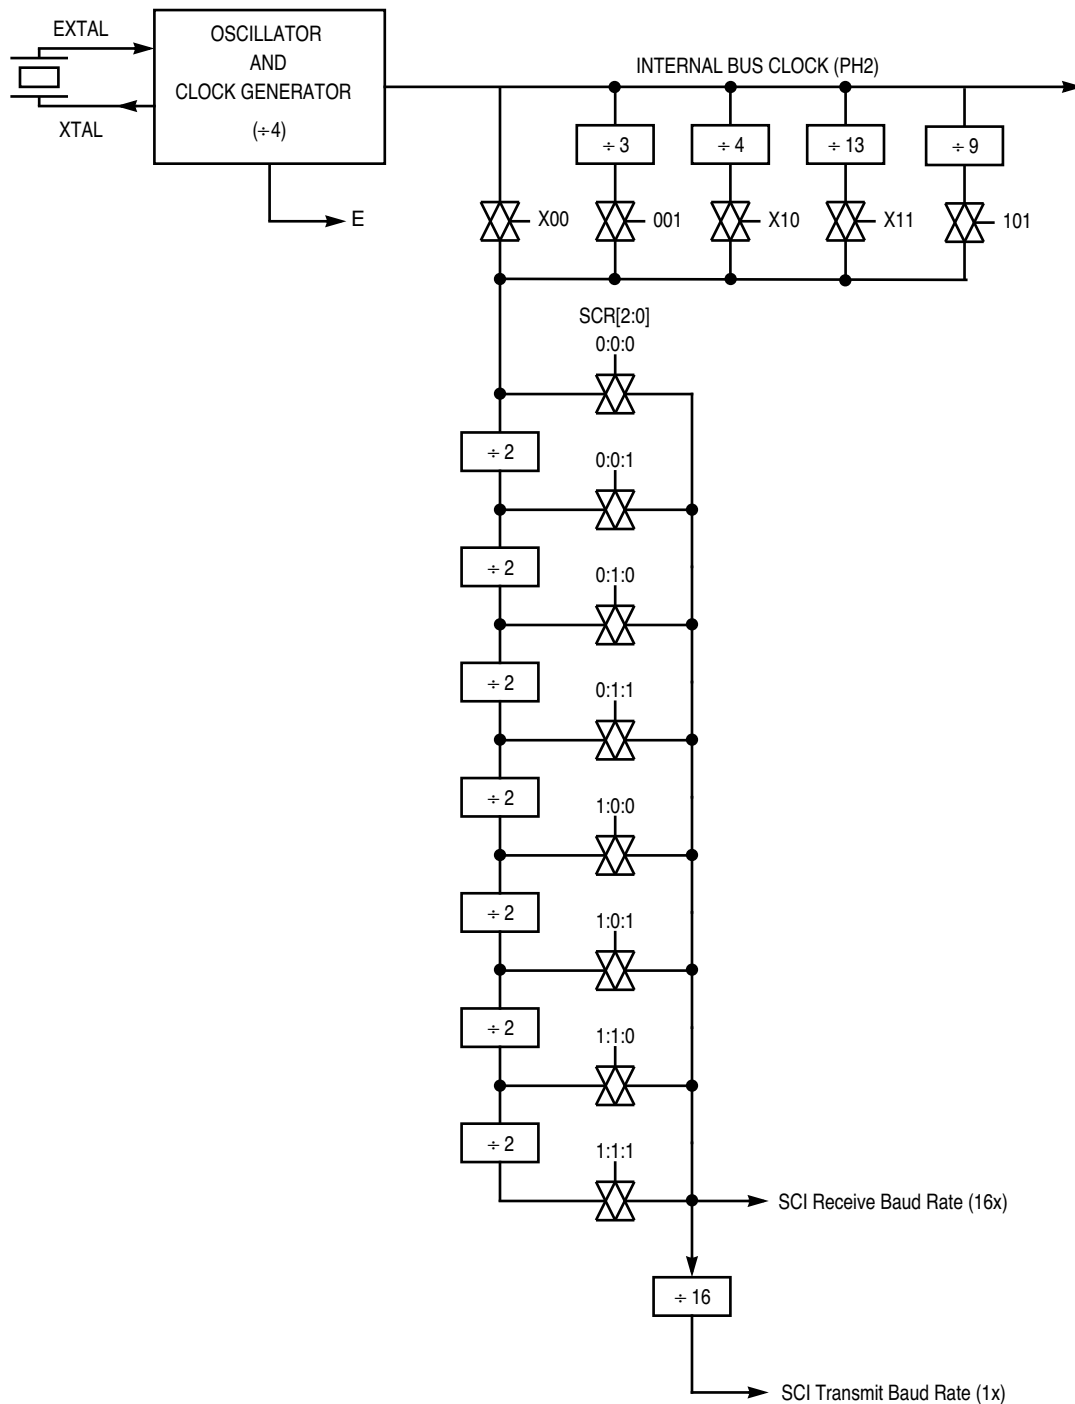 EXTAL
XTAL
OSCILLATOR
AND
CLOCK GENERATOR
(÷4)
E
INTERNAL BUS CLOCK (PH2)
÷ 3
÷ 4
÷ 13
÷ 9
X00
001
X10
X11
101
SCR[2:0]
0:0:0
÷ 2
0:0:1
÷ 2
0:1:0
÷ 2
0:1:1
÷ 2
1:0:0
÷ 2
1:0:1
÷ 2
1:1:0
÷ 2
1:1:1
SCI Receive Baud Rate (16x)
÷ 16
SCI Transmit Baud Rate (1x)